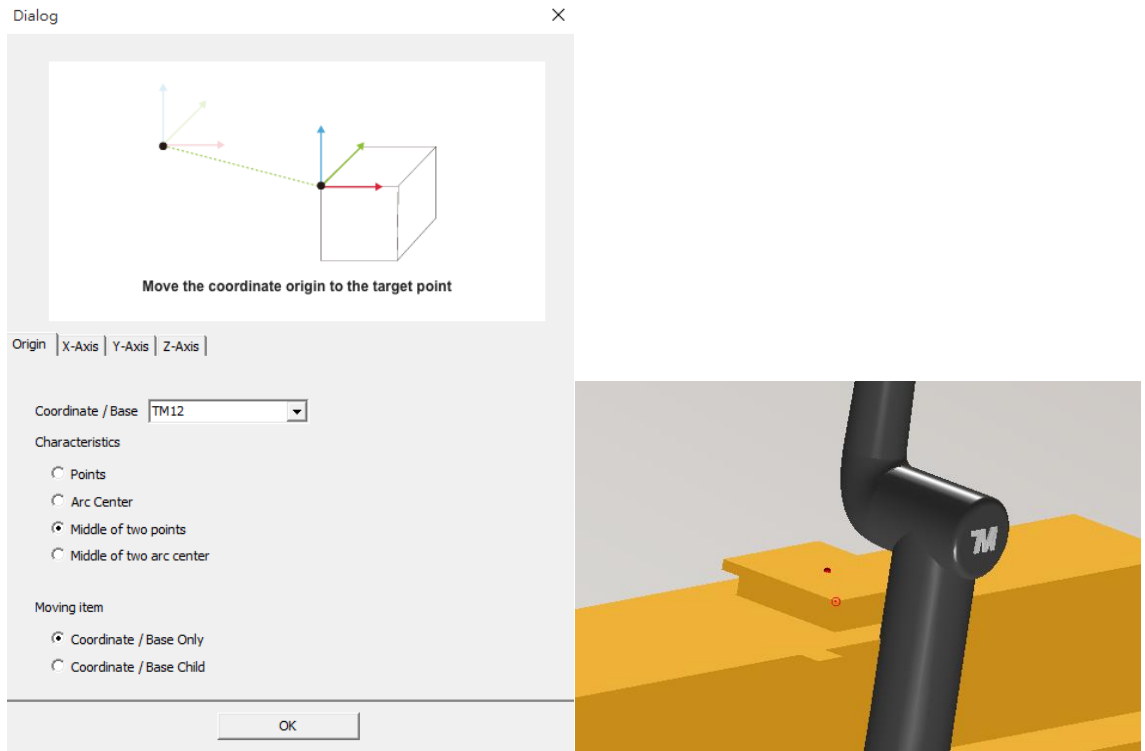 Dialog
Move the coordinate origin to the target point
Origin X-Axis Y-Axis Z-Axis
Coordinate / Base TM12
Characteristics
Points
Arc Center
Middle of two points
Middle of two arc center
Moving item
Coordinate / Base Only
Coordinate / Base Child
OK
TM